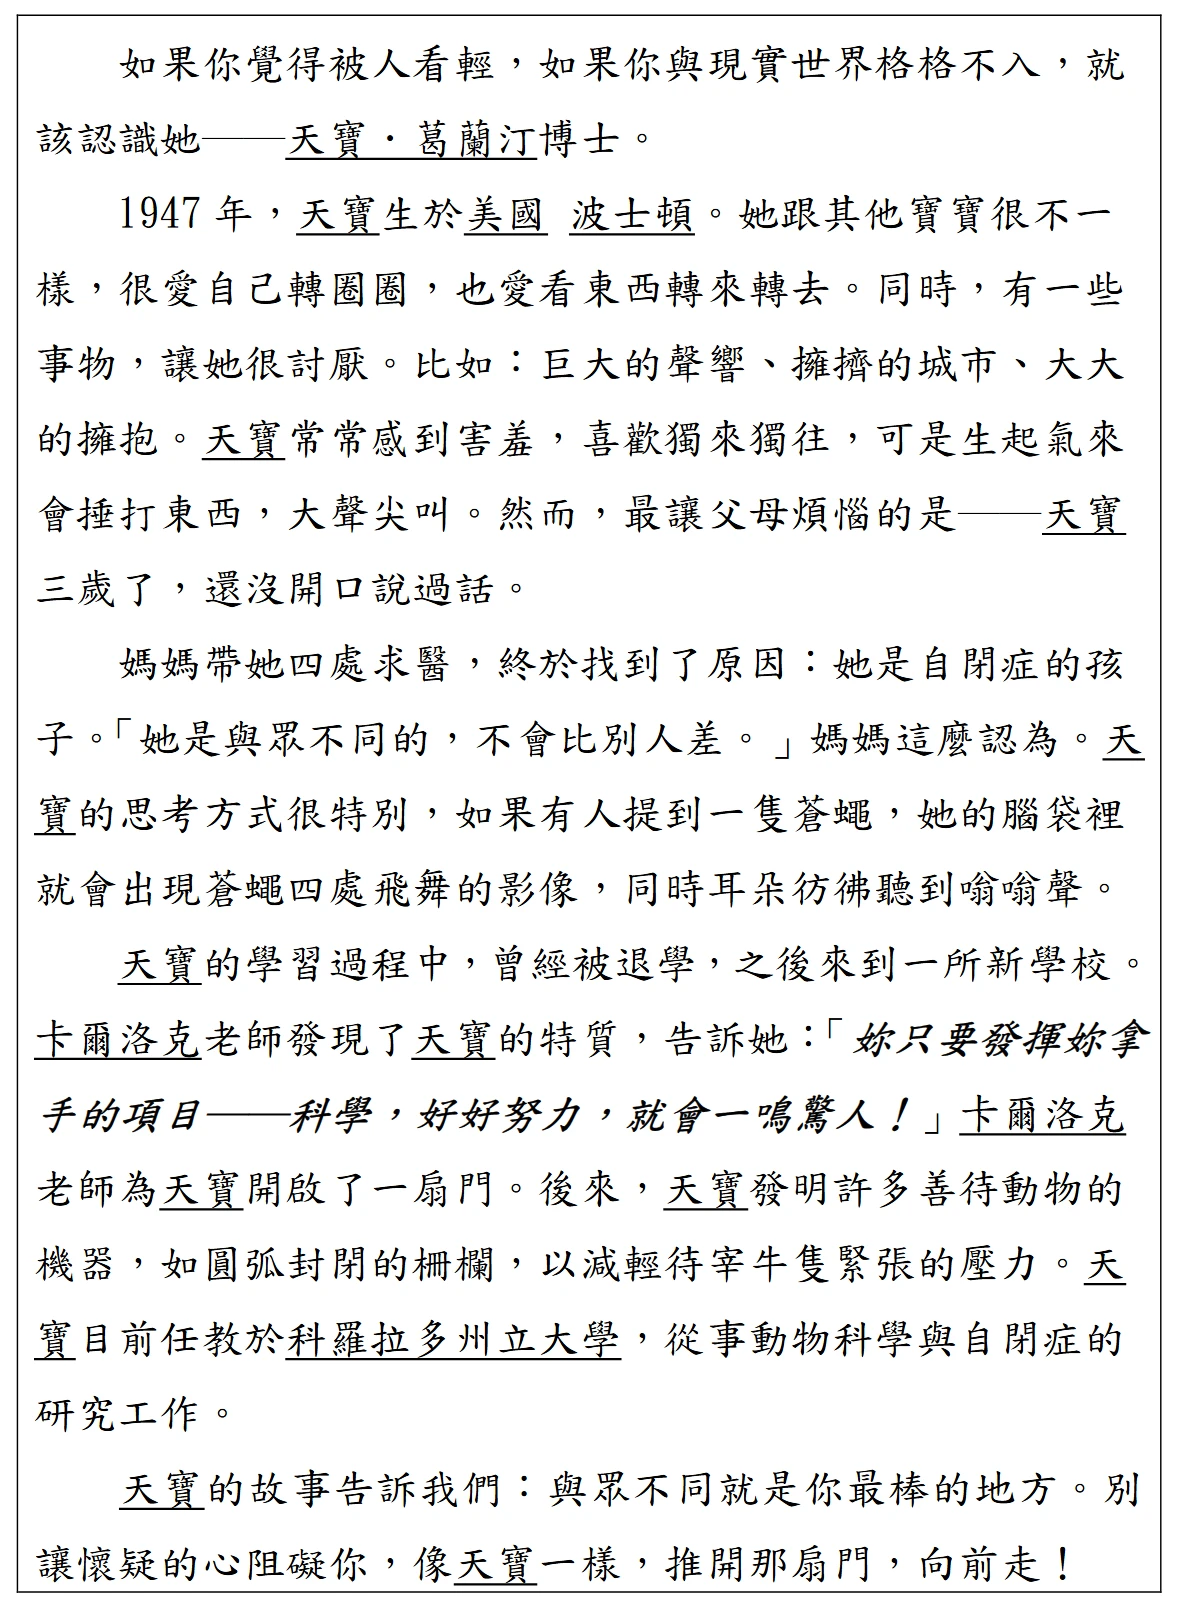 如果你覺得被人看輕，如果你與現實世界格格不入，就
該認識她——天寶．葛蘭汀博士。
1947 年，天寶生於美國 波士頓。她跟其他寶寶很不一
樣，很愛自己轉圈圈，也愛看東西轉來轉去。同時，有一些
事物，讓她很討厭。比如：巨大的聲響、擁擠的城市、大大
的擁抱。天寶常常感到害羞，喜歡獨來獨往，可是生起氣來
會捶打東西，大聲尖叫。然而，最讓父母煩惱的是——天寶
三歲了，還沒開口說過話。
媽媽帶她四處求醫，終於找到了原因：她是自閉症的孩
子。「她是與眾不同的，不會比別人差。」媽媽這麼認為。天
寶的思考方式很特別，如果有人提到一隻蒼蠅，她的腦袋裡
就會出現蒼蠅四處飛舞的影像，同時耳朵彷彿聽到嗡嗡聲。
天寶的學習過程中，曾經被退學，之後來到一所新學校。
卡爾洛克老師發現了天寶的特質，告訴她：「妳只要發揮妳拿
手的項目——科學，好好努力，就會一鳴驚人！」卡爾洛克
老師為天寶開啟了一扇門。後來，天寶發明許多善待動物的
機器，如圓弧封閉的柵欄，以減輕待宰牛隻緊張的壓力。天
寶目前任教於科羅拉多州立大學，從事動物科學與自閉症的
研究工作。
天寶的故事告訴我們：與眾不同就是你最棒的地方。別
讓懷疑的心阻礙你，像天寶一樣，推開那扇門，向前走！